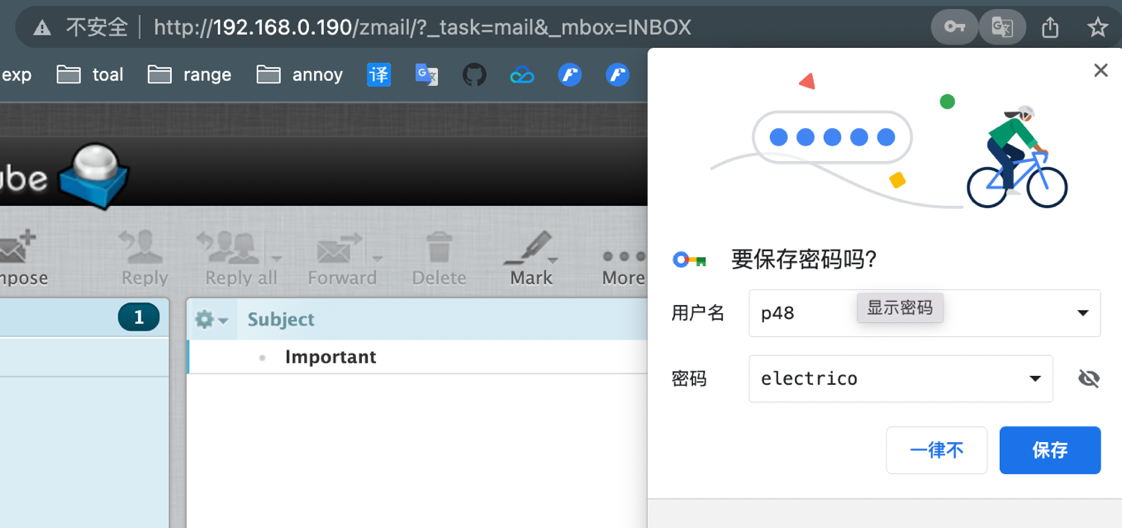 不安全 http://192.168.0.190/zmail/?_task=mail&_mbox=INBOX
exp toal range annoy 译
ube
mpose Reply Reply all Forward Delete Mark More
1
Subject
Important
要保存密码吗?
用户名 p48 显示密码
密码 electrico
一律不 保存